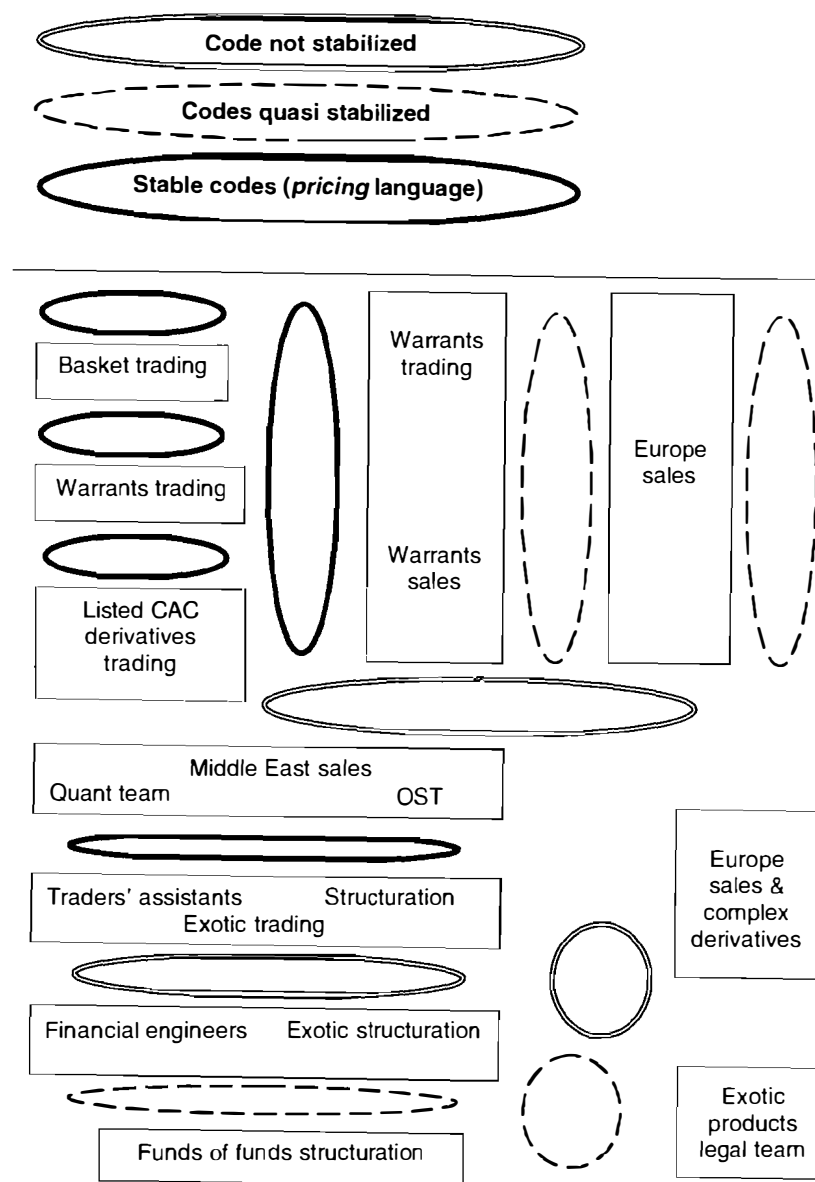 Code not stabilized
Codes quasi stabilized
Stable codes (pricing language)
Basket trading
Warrants trading
Listed CAC
derivatives
trading
Warrants
trading
Warrants
sales
Europe
sales
Middle East sales
Quant team OST
Traders' assistants Structuration
Exotic trading
Financial engineers Exotic structuration
Funds of funds structuration
Europe
sales &
complex
derivatives
Exotic
products
legal team